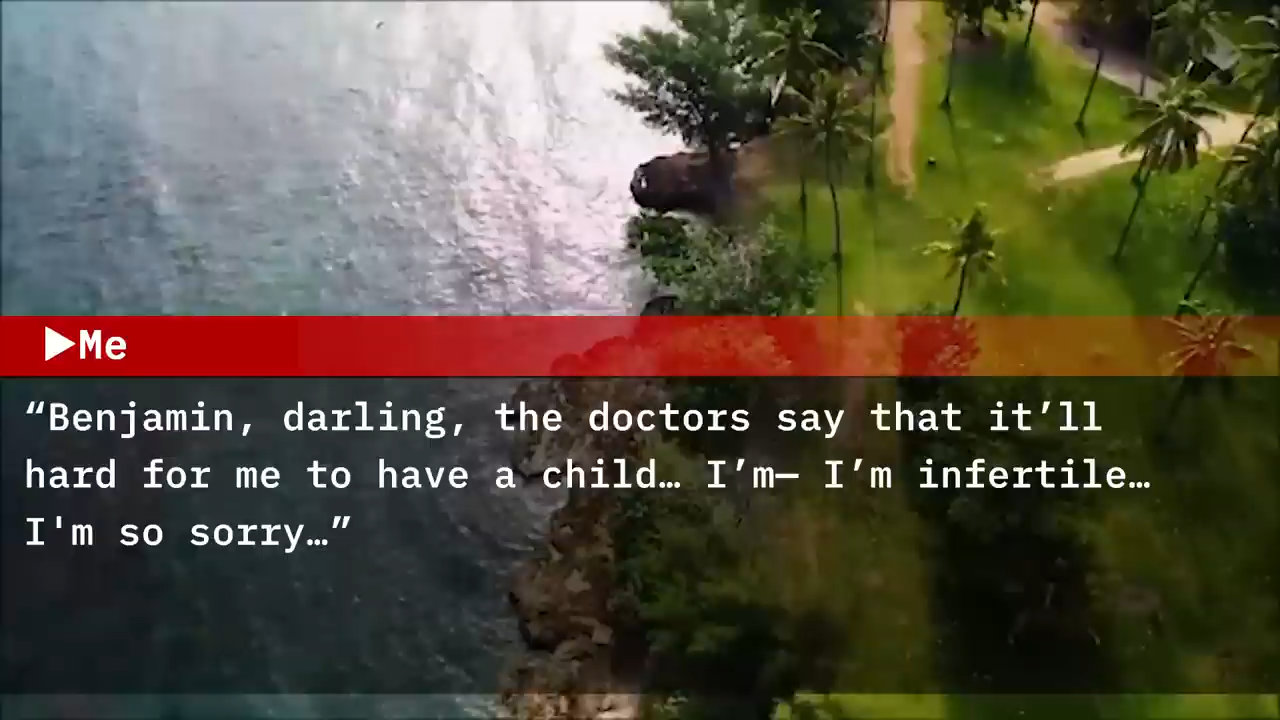 ▶Me
“Benjamin, darling, the doctors say that it’ll
hard for me to have a child… I’m— I’m infertile…
I'm so sorry…”